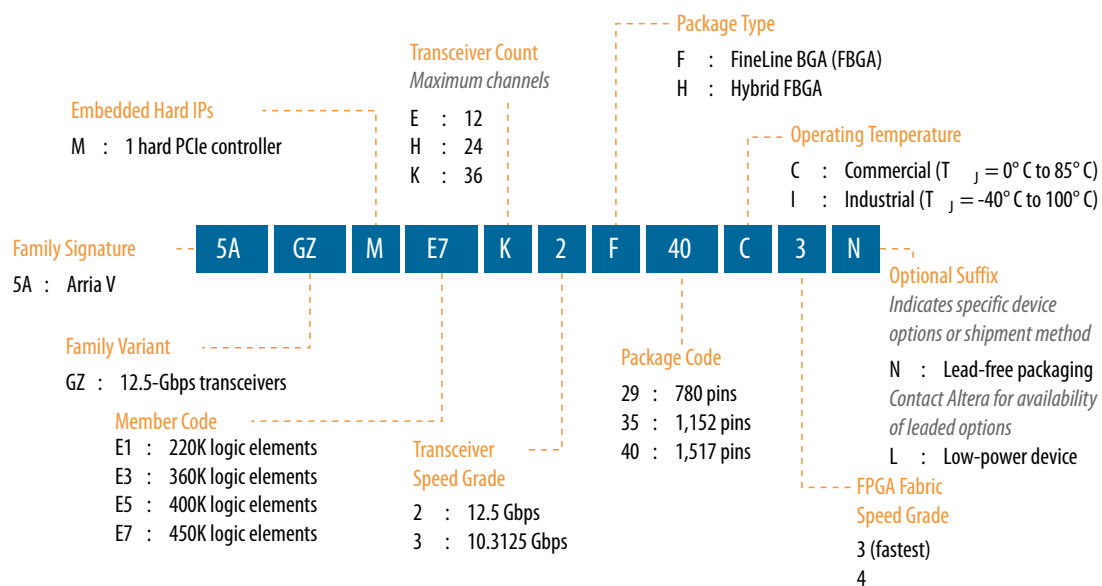 Package Type
F : FineLine BGA (FBGA)
H : Hybrid FBGA
Transceiver Count
Maximum channels
E : 12
H : 24
K : 36
Embedded Hard IPs
M : 1 hard PCIe controller
Operating Temperature
C : Commercial (T J = 0° C to 85° C)
I : Industrial (T J = -40° C to 100° C)
Family Signature
5A : Arria V
5A GZ M E7 K 2 F 40 C 3 N
Optional Suffix
Indicates specific device
options or shipment method
N : Lead-free packaging
Contact Altera for availability
of leaded options
L : Low-power device
Family Variant
GZ : 12.5-Gbps transceivers
Member Code
E1 : 220K logic elements
E3 : 360K logic elements
E5 : 400K logic elements
E7 : 450K logic elements
Transceiver
Speed Grade
2 : 12.5 Gbps
3 : 10.3125 Gbps
Package Code
29 : 780 pins
35 : 1,152 pins
40 : 1,517 pins
FPGA Fabric
Speed Grade
3 (fastest)
4